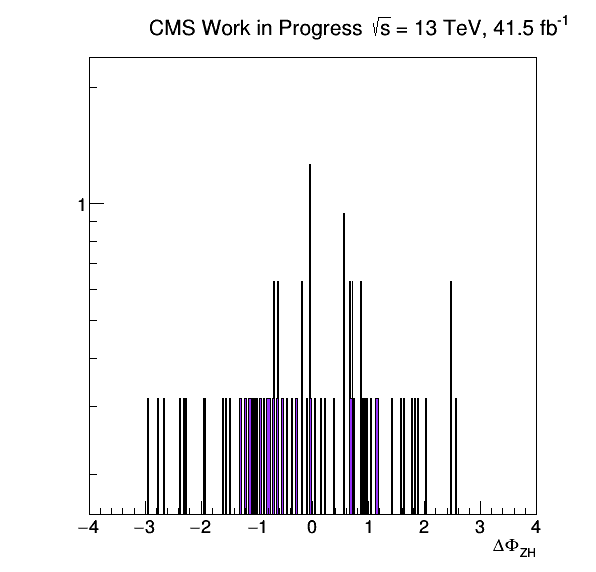 CMS Work in Progress √s = 13 TeV, 41.5 fb⁻¹
1
−4 −3 −2 −1 0 1 2 3 4
ΔΦ_ZH